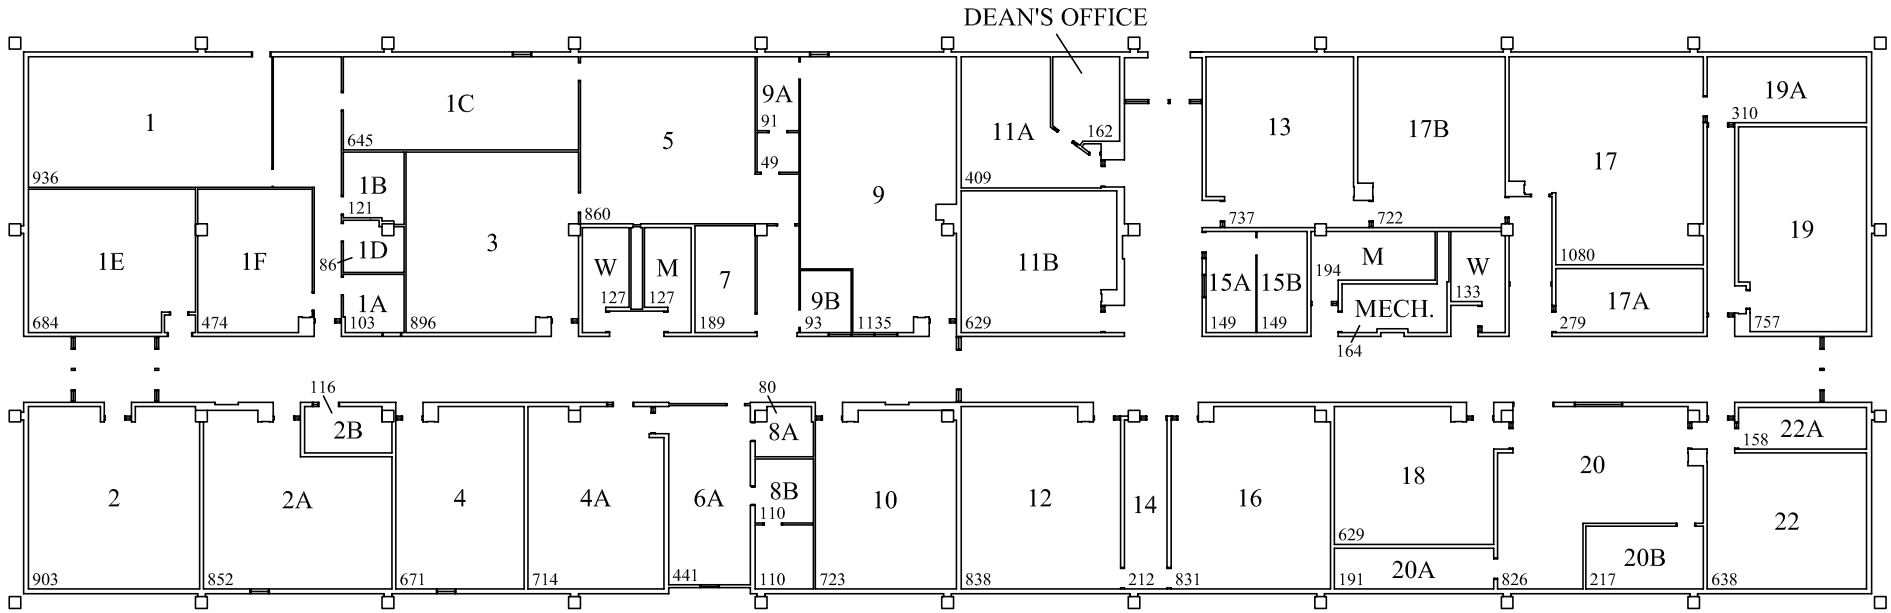 DEAN'S OFFICE
1
936
1C
645
5
860
9A
91
49
9
1135
11A
409
162
13
737
17B
722
17
1080
19A
310
1E
684
1F
474
1B
121
1D
86
1A
103
3
896
W
127
M
127
7
189
9B
93
11B
629
15A
149
15B
149
M
194
MECH.
164
W
133
17A
279
19
757
2
903
2A
852
116
2B
4
671
4A
714
6A
441
80
8A
8B
110
110
10
723
12
838
14
212
16
831
18
629
20A
191
20
826
20B
217
22A
158
22
638